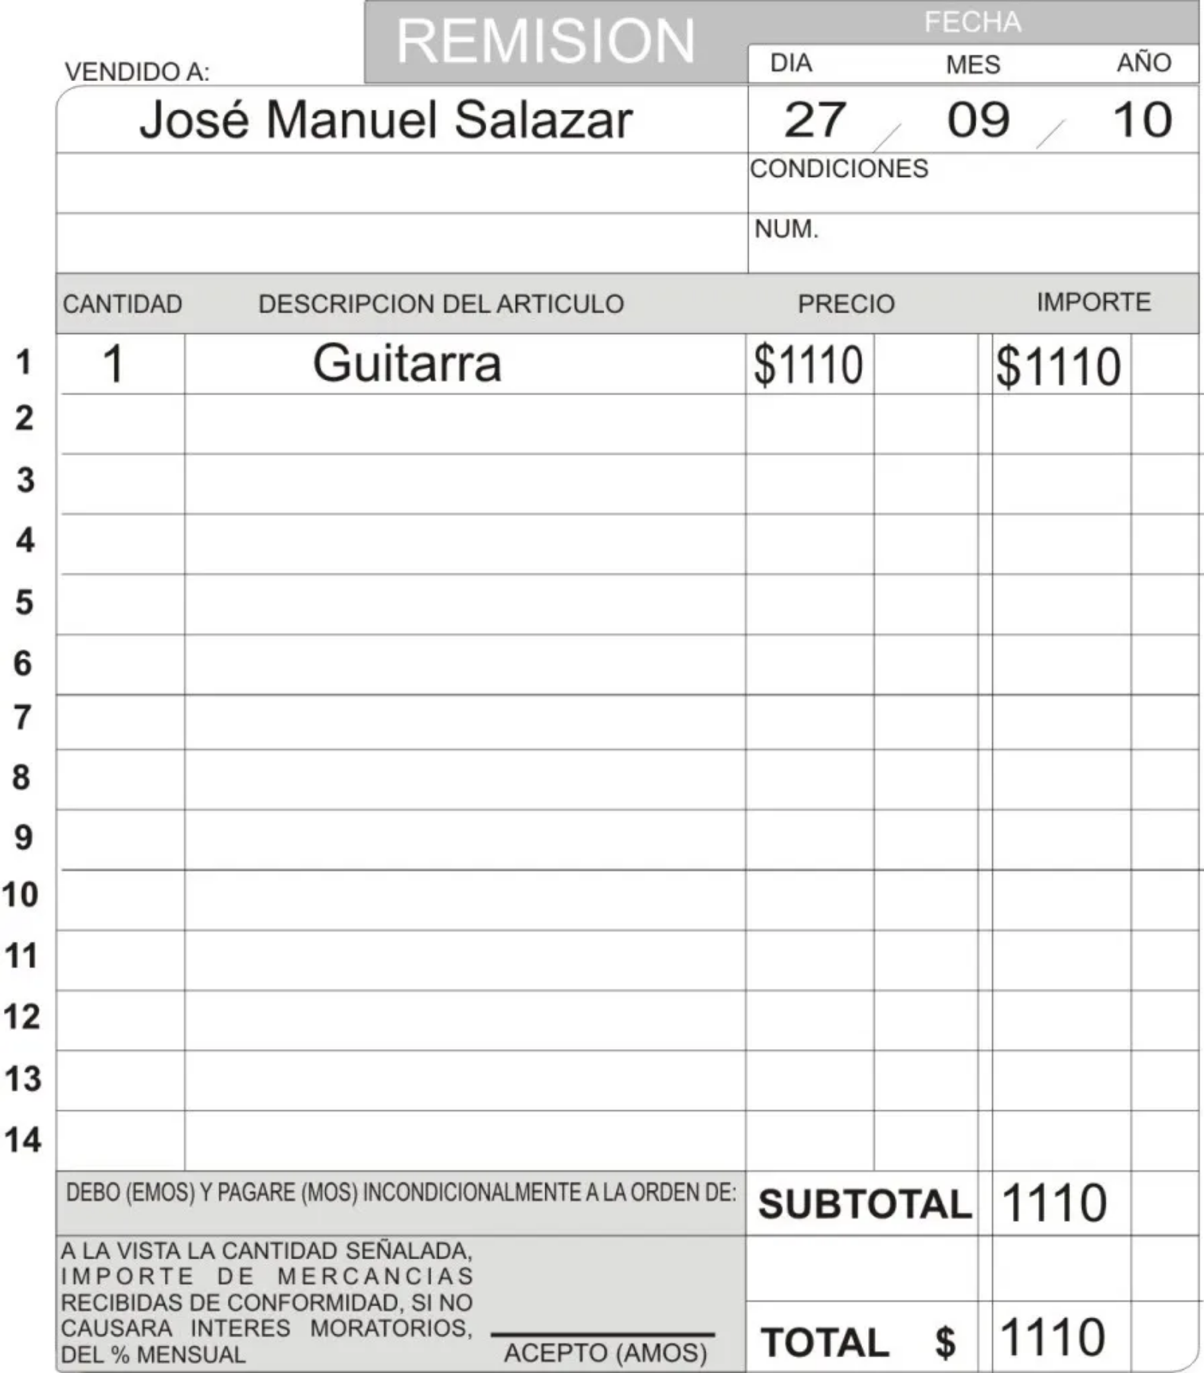 REMISION
FECHA
VENDIDO A:
DIA MES AÑO
José Manuel Salazar 27 / 09 / 10
CONDICIONES
NUM.
CANTIDAD DESCRIPCION DEL ARTICULO PRECIO IMPORTE
1 1 Guitarra $1110 $1110
2
3
4
5
6
7
8
9
10
11
12
13
14
DEBO (EMOS) Y PAGARE (MOS) INCONDICIONALMENTE A LA ORDEN DE: SUBTOTAL 1110
A LA VISTA LA CANTIDAD SEÑALADA,
IMPORTE DE MERCANCIAS
RECIBIDAS DE CONFORMIDAD, SI NO
CAUSARA INTERES MORATORIOS,
DEL % MENSUAL
ACEPTO (AMOS)
TOTAL $ 1110